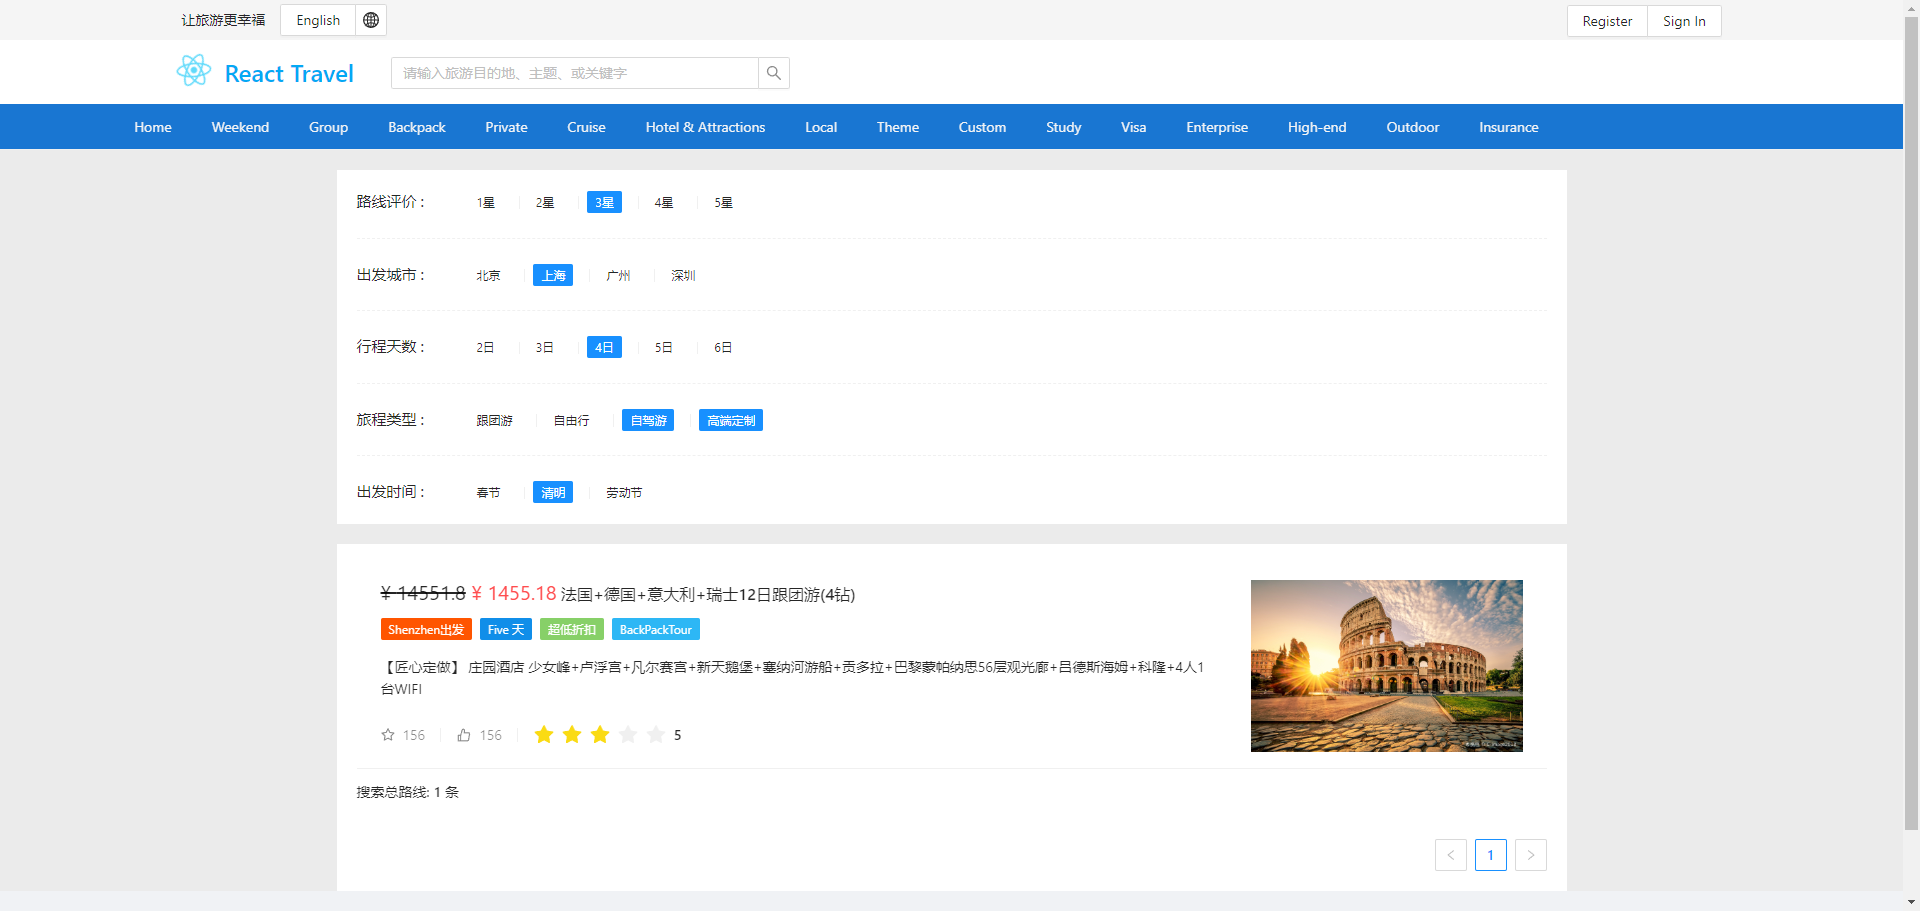 让旅游更幸福 English Register Sign In
React Travel 请输入旅游目的地、主题、或关键字
Home Weekend Group Backpack Private Cruise Hotel & Attractions Local Theme Custom Study Visa Enterprise High-end Outdoor Insurance
路线评价 : 1星 2星 3星 4星 5星
出发城市 : 北京 上海 广州 深圳
行程天数 : 2日 3日 4日 5日 6日
旅程类型 : 跟团游 自由行 自驾游 高端定制
出发时间 : 春节 清明 劳动节
¥ 14551.8 ¥ 1455.18 法国+德国+意大利+瑞士12日跟团游(4钻)
Shenzhen出发 Five 天 超低折扣 BackPackTour
【匠心定做】 庄园酒店 少女峰+卢浮宫+凡尔赛宫+新天鹅堡+塞纳河游船+贡多拉+巴黎蒙帕纳思56层观光廊+吕德斯海姆+科隆+4人1
台WIFI
156 156 5
搜索总路线: 1 条
< 1 >